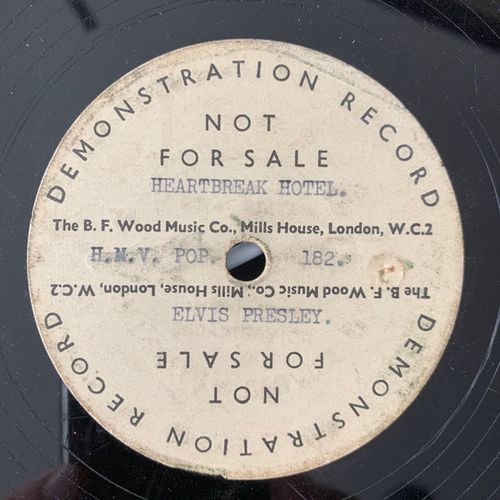 DEMONSTRATION RECORD
NOT
FOR SALE
HEARTBREAK HOTEL.
The B. F. Wood Music Co., Mills House, London, W.C.2
H.M.V. POP. 182.
The B. F. Wood Music Co., Mills House, London, W.C.2
ELVIS PRESLEY.
FOR SALE
NOT
DEMONSTRATION RECORD